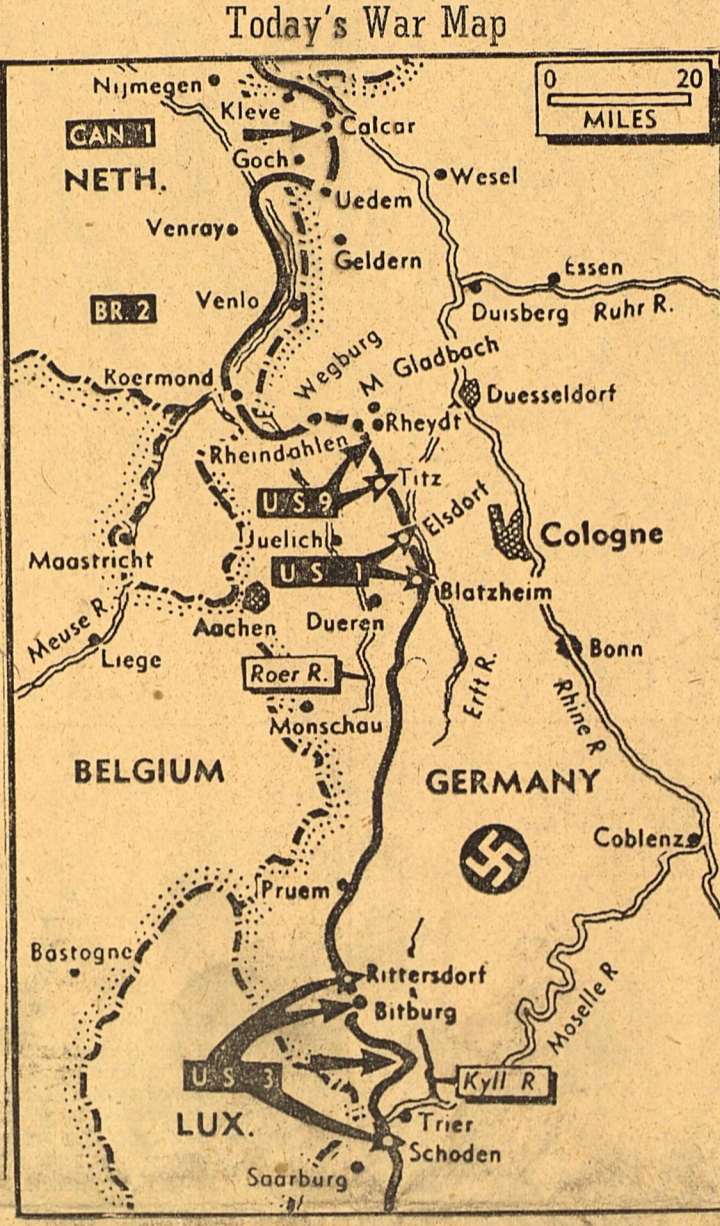 Today's War Map
0 20
MILES
Nijmegen
Kleve
CAN. 1
Calcar
Goch
NETH.
Wesel
Uedem
Venray
Geldern
Essen
BR. 2
Venlo
Duisberg Ruhr R.
Wegburg
M Gladbach
Koermond
Duesseldorf
Rheydt
Rheindahlen
Titz
U S 9
Elsdorf
Juelich
Cologne
Maastricht
U S 1
Blatzheim
Meuse R.
Aachen
Dueren
Liege
Bonn
Roer R.
Erft R.
Rhine R
Monschau
BELGIUM
GERMANY
Coblenz
Pruem
Bastogne
Rittersdorf
Bitburg
Moselle R
U S 3
Kyll R
LUX.
Trier
Schoden
Saarburg